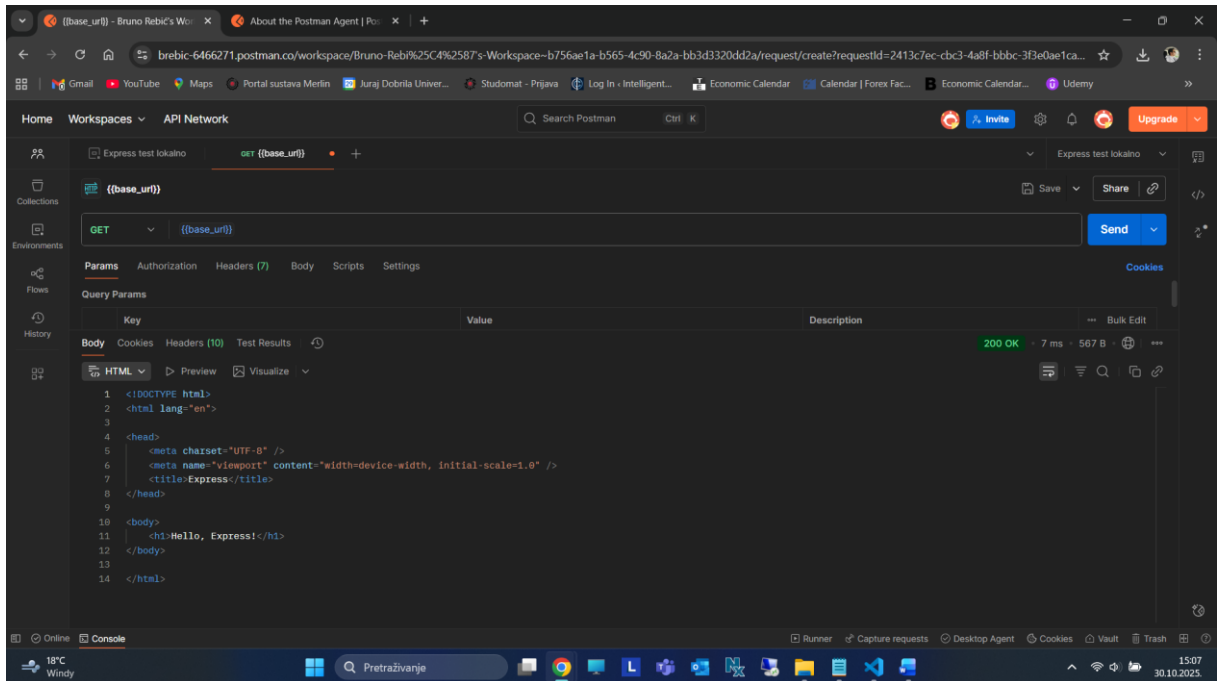 {{base_url}} - Bruno Rebić's Wor
About the Postman Agent | Pos
brebic-6466271.postman.co/workspace/Bruno-Rebi%25C4%2587's-Workspace~b756ae1a-b565-4c90-8a2a-bb3d3320dd2a/request/create?requestId=2413c7ec-cbc3-4a8f-bbbc-3f3e0ae1ca...
Gmail YouTube Maps Portal sustava Merlin Juraj Dobrila Univer... Studomat - Prijava Log In ‹ Intelligent... Economic Calendar Calendar | Forex Fac... Economic Calendar... Udemy »
Home Workspaces API Network Search Postman Ctrl K Invite Upgrade
Express test lokalno GET {{base_url}} Express test lokalno
HTTP {{base_url}} Save Share
Collections
GET {{base_url}} Send
Environments
Params Authorization Headers (7) Body Scripts Settings Cookies
Flows
Query Params
Key Value Description Bulk Edit
History
Body Cookies Headers (10) Test Results 200 OK 7 ms 567 B
HTML Preview Visualize
1 <!DOCTYPE html>
2 <html lang="en">
3
4 <head>
5 <meta charset="UTF-8" />
6 <meta name="viewport" content="width=device-width, initial-scale=1.0" />
7 <title>Express</title>
8 </head>
9
10 <body>
11 <h1>Hello, Express!</h1>
12 </body>
13
14 </html>
Online Console Runner Capture requests Desktop Agent Cookies Vault Trash
18°C
Windy
Pretraživanje
L
15:07
30.10.2025.